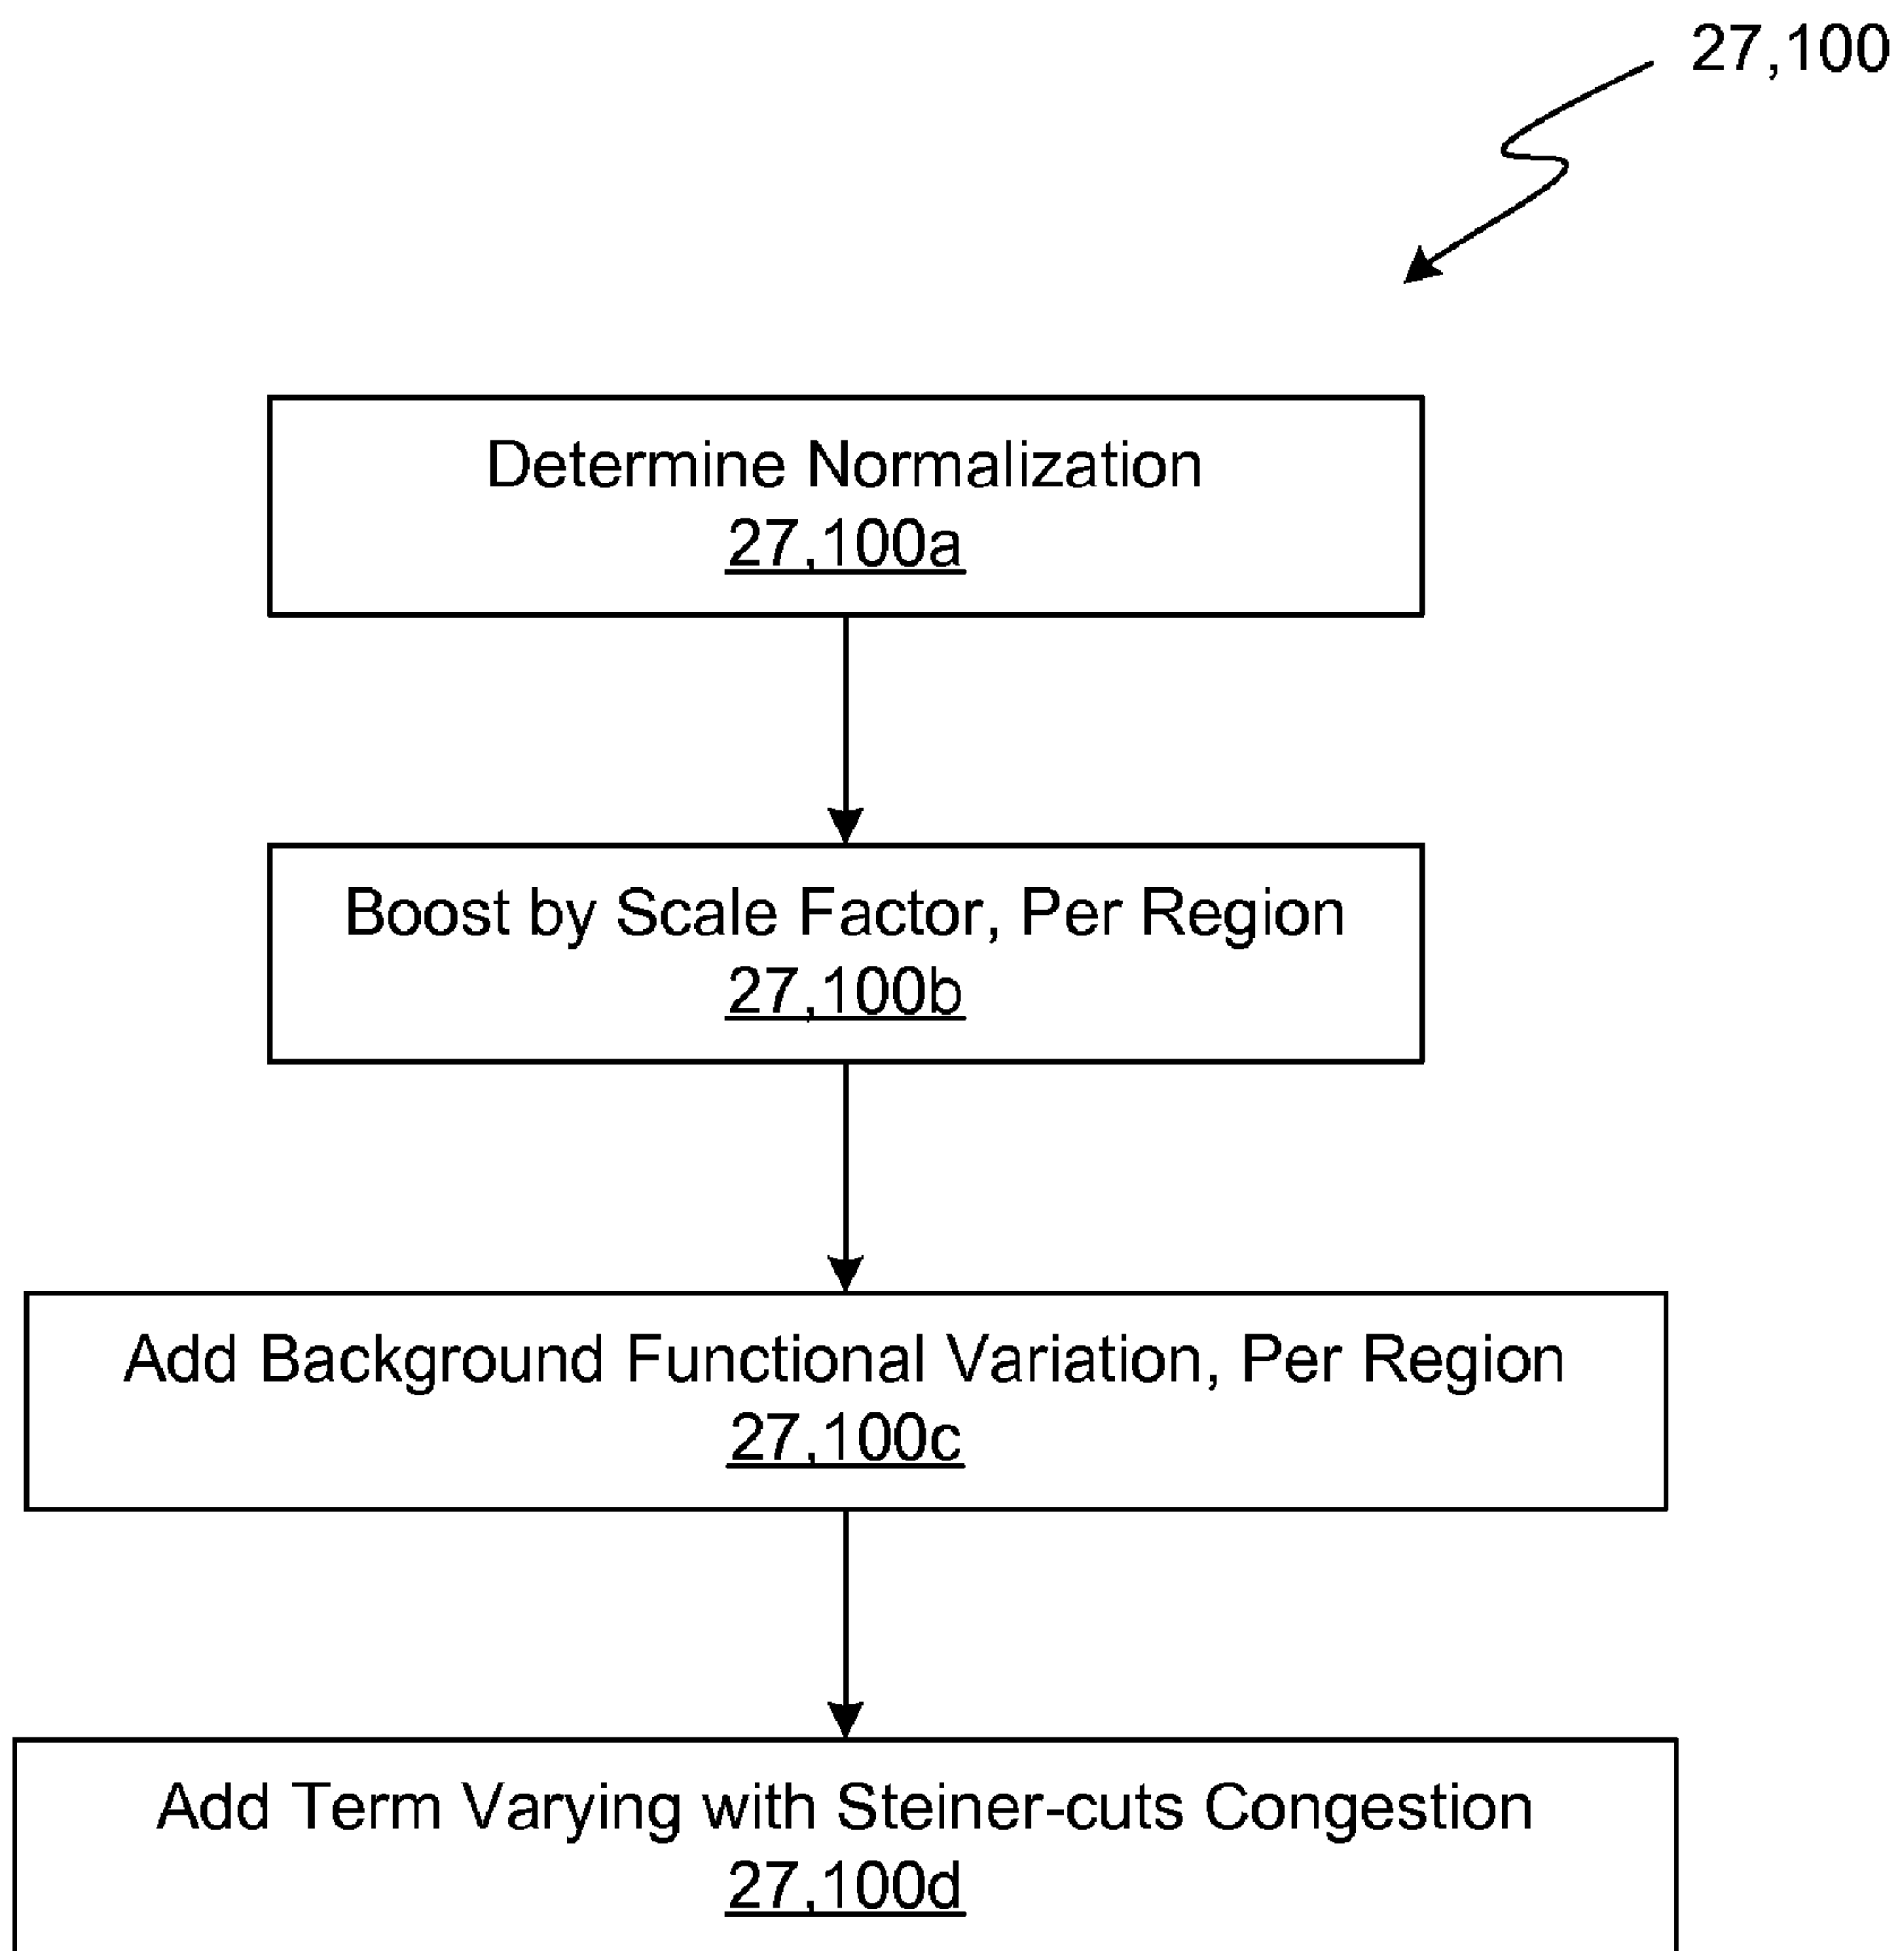 27,100
Determine Normalization
27,100a
Boost by Scale Factor, Per Region
27,100b
Add Background Functional Variation, Per Region
27,100c
Add Term Varying with Steiner-cuts Congestion
27,100d